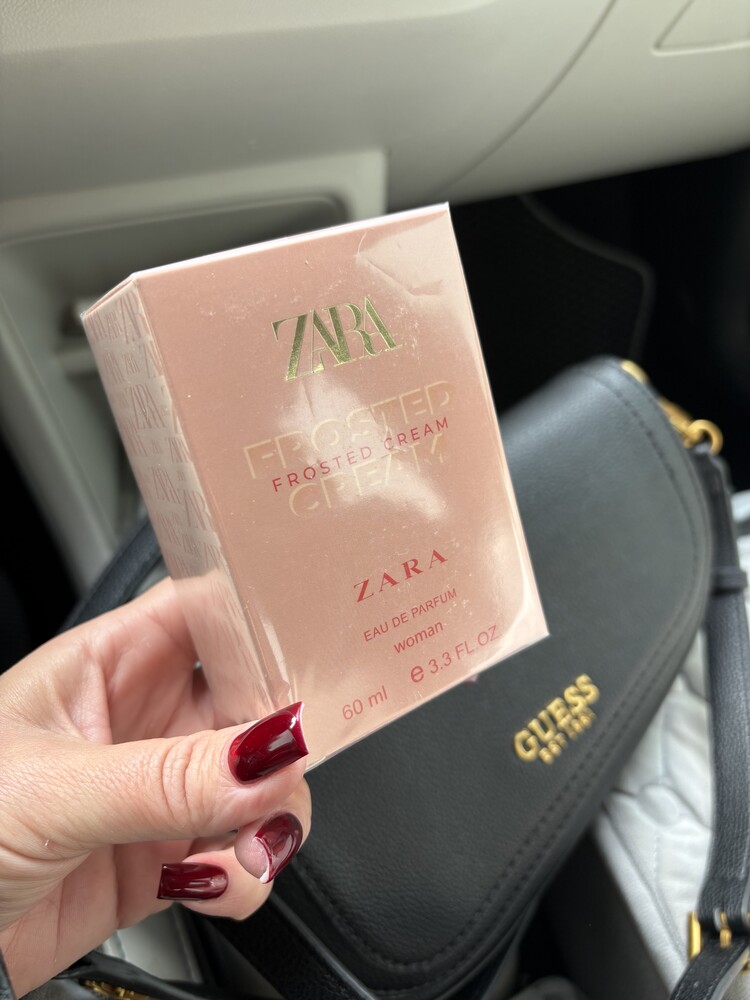 ZARA
FROSTED
FROSTED CREAM
CREAM
ZARA
EAU DE PARFUM
woman
60 ml e 3.3 FL OZ
GUESS